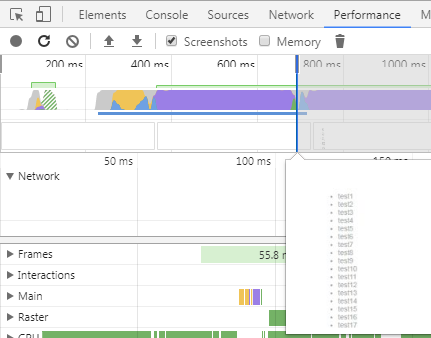 Elements Console Sources Network Performance M
Screenshots Memory
200 ms 400 ms 600 ms 800 ms 1000 ms
50 ms 100 ms 150 ms
Network
Frames 55.8 m
Interactions
Main
Raster
GPU
test1
test2
test3
test4
test5
test6
test7
test8
test9
test10
test11
test12
test13
test14
test15
test16
test17